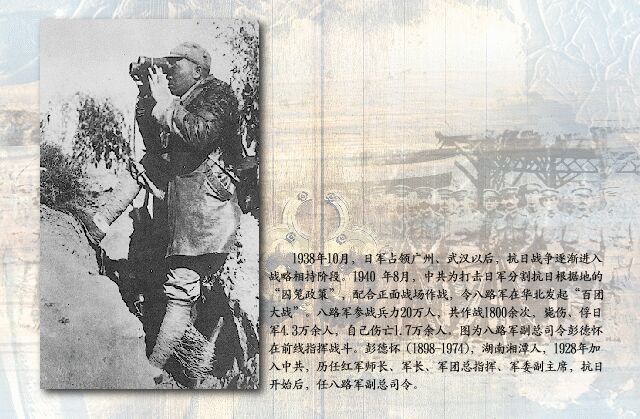 1938年10月，日军占领广州、武汉以后，抗日战争逐渐进入
战略相持阶段。1940 年8月，中共为打击日军分割抗日根据地的
“囚笼政策”，配合正面战场作战，令八路军在华北发起“百团
大战”。八路军参战兵力20万人，共作战1800余次，毙伤、俘日
军4.3万余人，自己伤亡1.7万余人。图为八路军副总司令彭德怀
在前线指挥战斗。彭德怀（1898-1974），湖南湘潭人，1928年加
入中共，历任红军师长、军长、军团总指挥、军委副主席，抗日
开始后，任八路军副总司令。